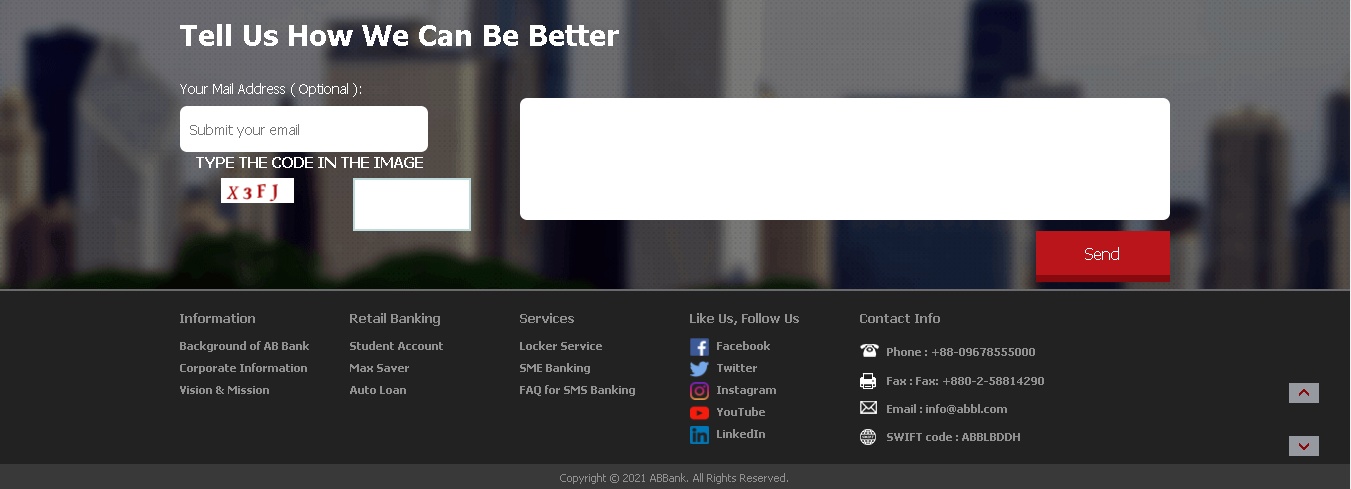 Tell Us How We Can Be Better
Your Mail Address ( Optional ):
Submit your email
TYPE THE CODE IN THE IMAGE
X3FJ
Send
Information
Background of AB Bank
Corporate Information
Vision & Mission
Retail Banking
Student Account
Max Saver
Auto Loan
Services
Locker Service
SME Banking
FAQ for SMS Banking
Like Us, Follow Us
Facebook
Twitter
Instagram
YouTube
LinkedIn
Contact Info
Phone : +88-09678555000
Fax : Fax: +880-2-58814290
Email : info@abbl.com
SWIFT code : ABBLBDDH
Copyright © 2021 ABBank. All Rights Reserved.